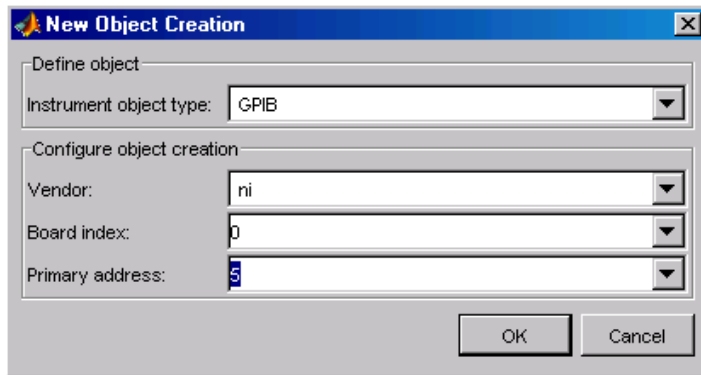 New Object Creation
Define object
Instrument object type: GPIB
Configure object creation
Vendor: ni
Board index: 0
Primary address: 5
OK Cancel